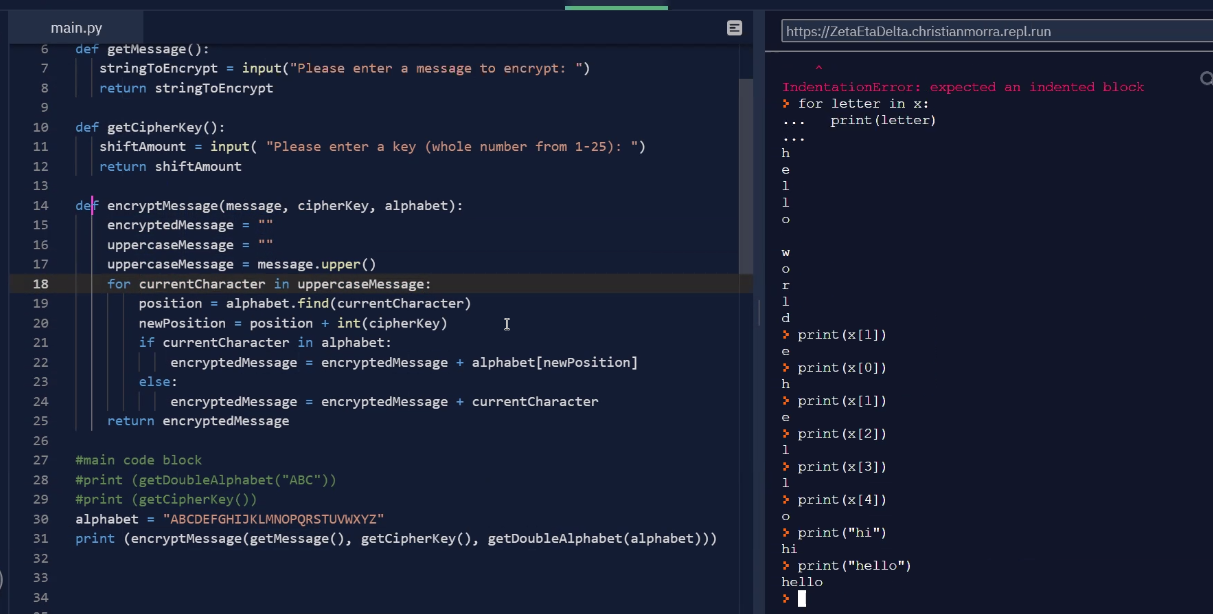 main.py
6 def getMessage():
7 stringToEncrypt = input("Please enter a message to encrypt: ")
8 return stringToEncrypt
9
10 def getCipherKey():
11 shiftAmount = input( "Please enter a key (whole number from 1-25): ")
12 return shiftAmount
13
14 def encryptMessage(message, cipherKey, alphabet):
15 encryptedMessage = ""
16 uppercaseMessage = ""
17 uppercaseMessage = message.upper()
18 for currentCharacter in uppercaseMessage:
19 position = alphabet.find(currentCharacter)
20 newPosition = position + int(cipherKey)
21 if currentCharacter in alphabet:
22 encryptedMessage = encryptedMessage + alphabet[newPosition]
23 else:
24 encryptedMessage = encryptedMessage + currentCharacter
25 return encryptedMessage
26
27 #main code block
28 #print (getDoubleAlphabet("ABC"))
29 #print (getCipherKey())
30 alphabet = "ABCDEFGHIJKLMNOPQRSTUVWXYZ"
31 print (encryptMessage(getMessage(), getCipherKey(), getDoubleAlphabet(alphabet)))
32
33
34
https://ZetaEtaDelta.christianmorra.repl.run
^
IndentationError: expected an indented block
> for letter in x:
... print(letter)
...
h
e
l
l
o
w
o
r
l
d
> print(x[1])
e
> print(x[0])
h
> print(x[1])
e
> print(x[2])
l
> print(x[3])
l
> print(x[4])
o
> print("hi")
hi
> print("hello")
hello
>